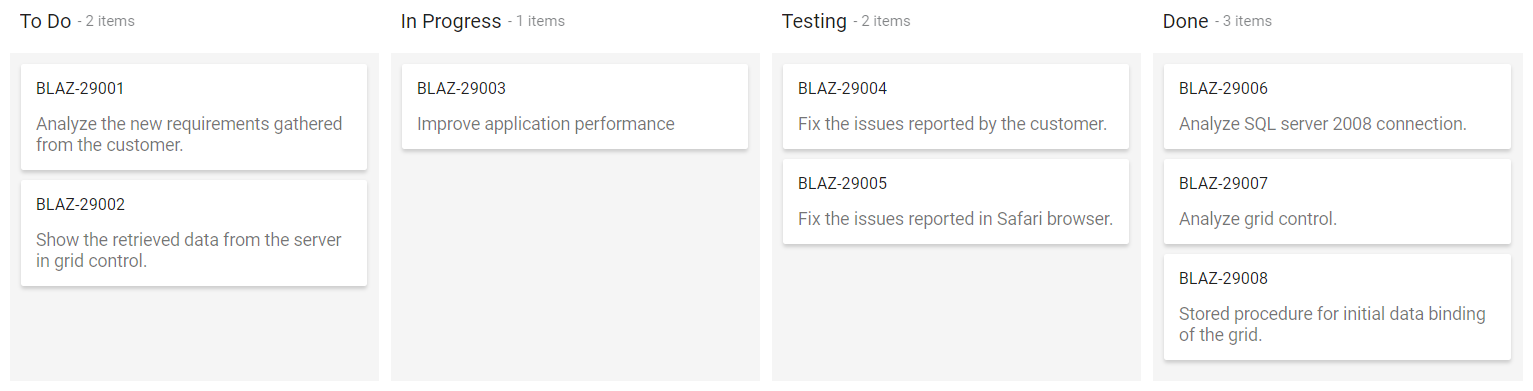 To Do - 2 items
BLAZ-29001
Analyze the new requirements gathered
from the customer.
BLAZ-29002
Show the retrieved data from the server
in grid control.
In Progress - 1 items
BLAZ-29003
Improve application performance
Testing - 2 items
BLAZ-29004
Fix the issues reported by the customer.
BLAZ-29005
Fix the issues reported in Safari browser.
Done - 3 items
BLAZ-29006
Analyze SQL server 2008 connection.
BLAZ-29007
Analyze grid control.
BLAZ-29008
Stored procedure for initial data binding
of the grid.